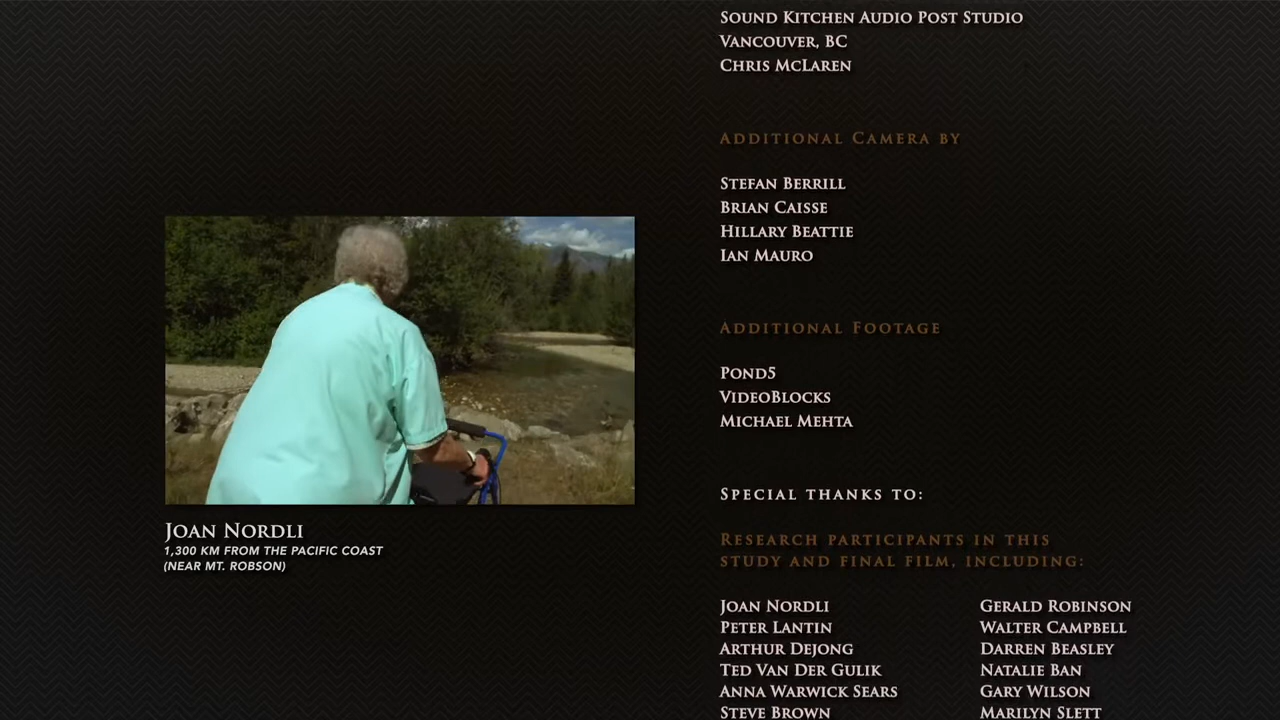 Sound Kitchen Audio Post Studio
Vancouver, BC
Chris McLaren
Additional Camera by
Stefan Berrill
Brian Caisse
Hillary Beattie
Ian Mauro
Additional Footage
Pond5
VideoBlocks
Michael Mehta
Special thanks to:
Research participants in this
study and final film, including:
Joan Nordli
1,300 KM FROM THE PACIFIC COAST
(NEAR MT. ROBSON)
Joan Nordli
Peter Lantin
Arthur Dejong
Ted Van Der Gulik
Anna Warwick Sears
Steve Brown
Gerald Robinson
Walter Campbell
Darren Beasley
Natalie Ban
Gary Wilson
Marilyn Slett